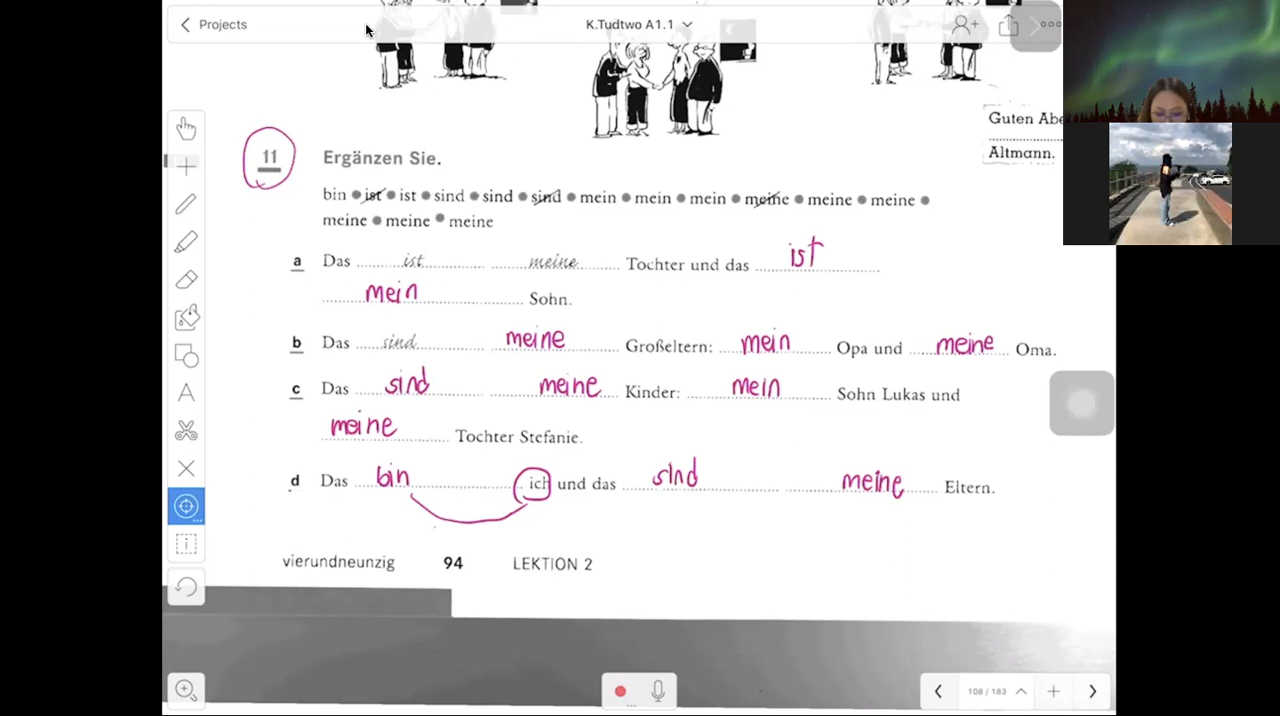 Projects
K.Tudtwo A1.1
Guten Abe
Altmann.
11 Ergänzen Sie.
bin ● ist ● ist ● sind ● sind ● sind ● mein ● mein ● mein ● meine ● meine ● meine ●
meine ● meine ● meine
a Das ist meine Tochter und das ist
mein Sohn.
b Das sind meine Großeltern: mein Opa und meine Oma.
c Das sind meine Kinder: mein Sohn Lukas und
meine Tochter Stefanie.
d Das bin ich und das sind meine Eltern.
vierundneunzig 94 LEKTION 2
108 / 183